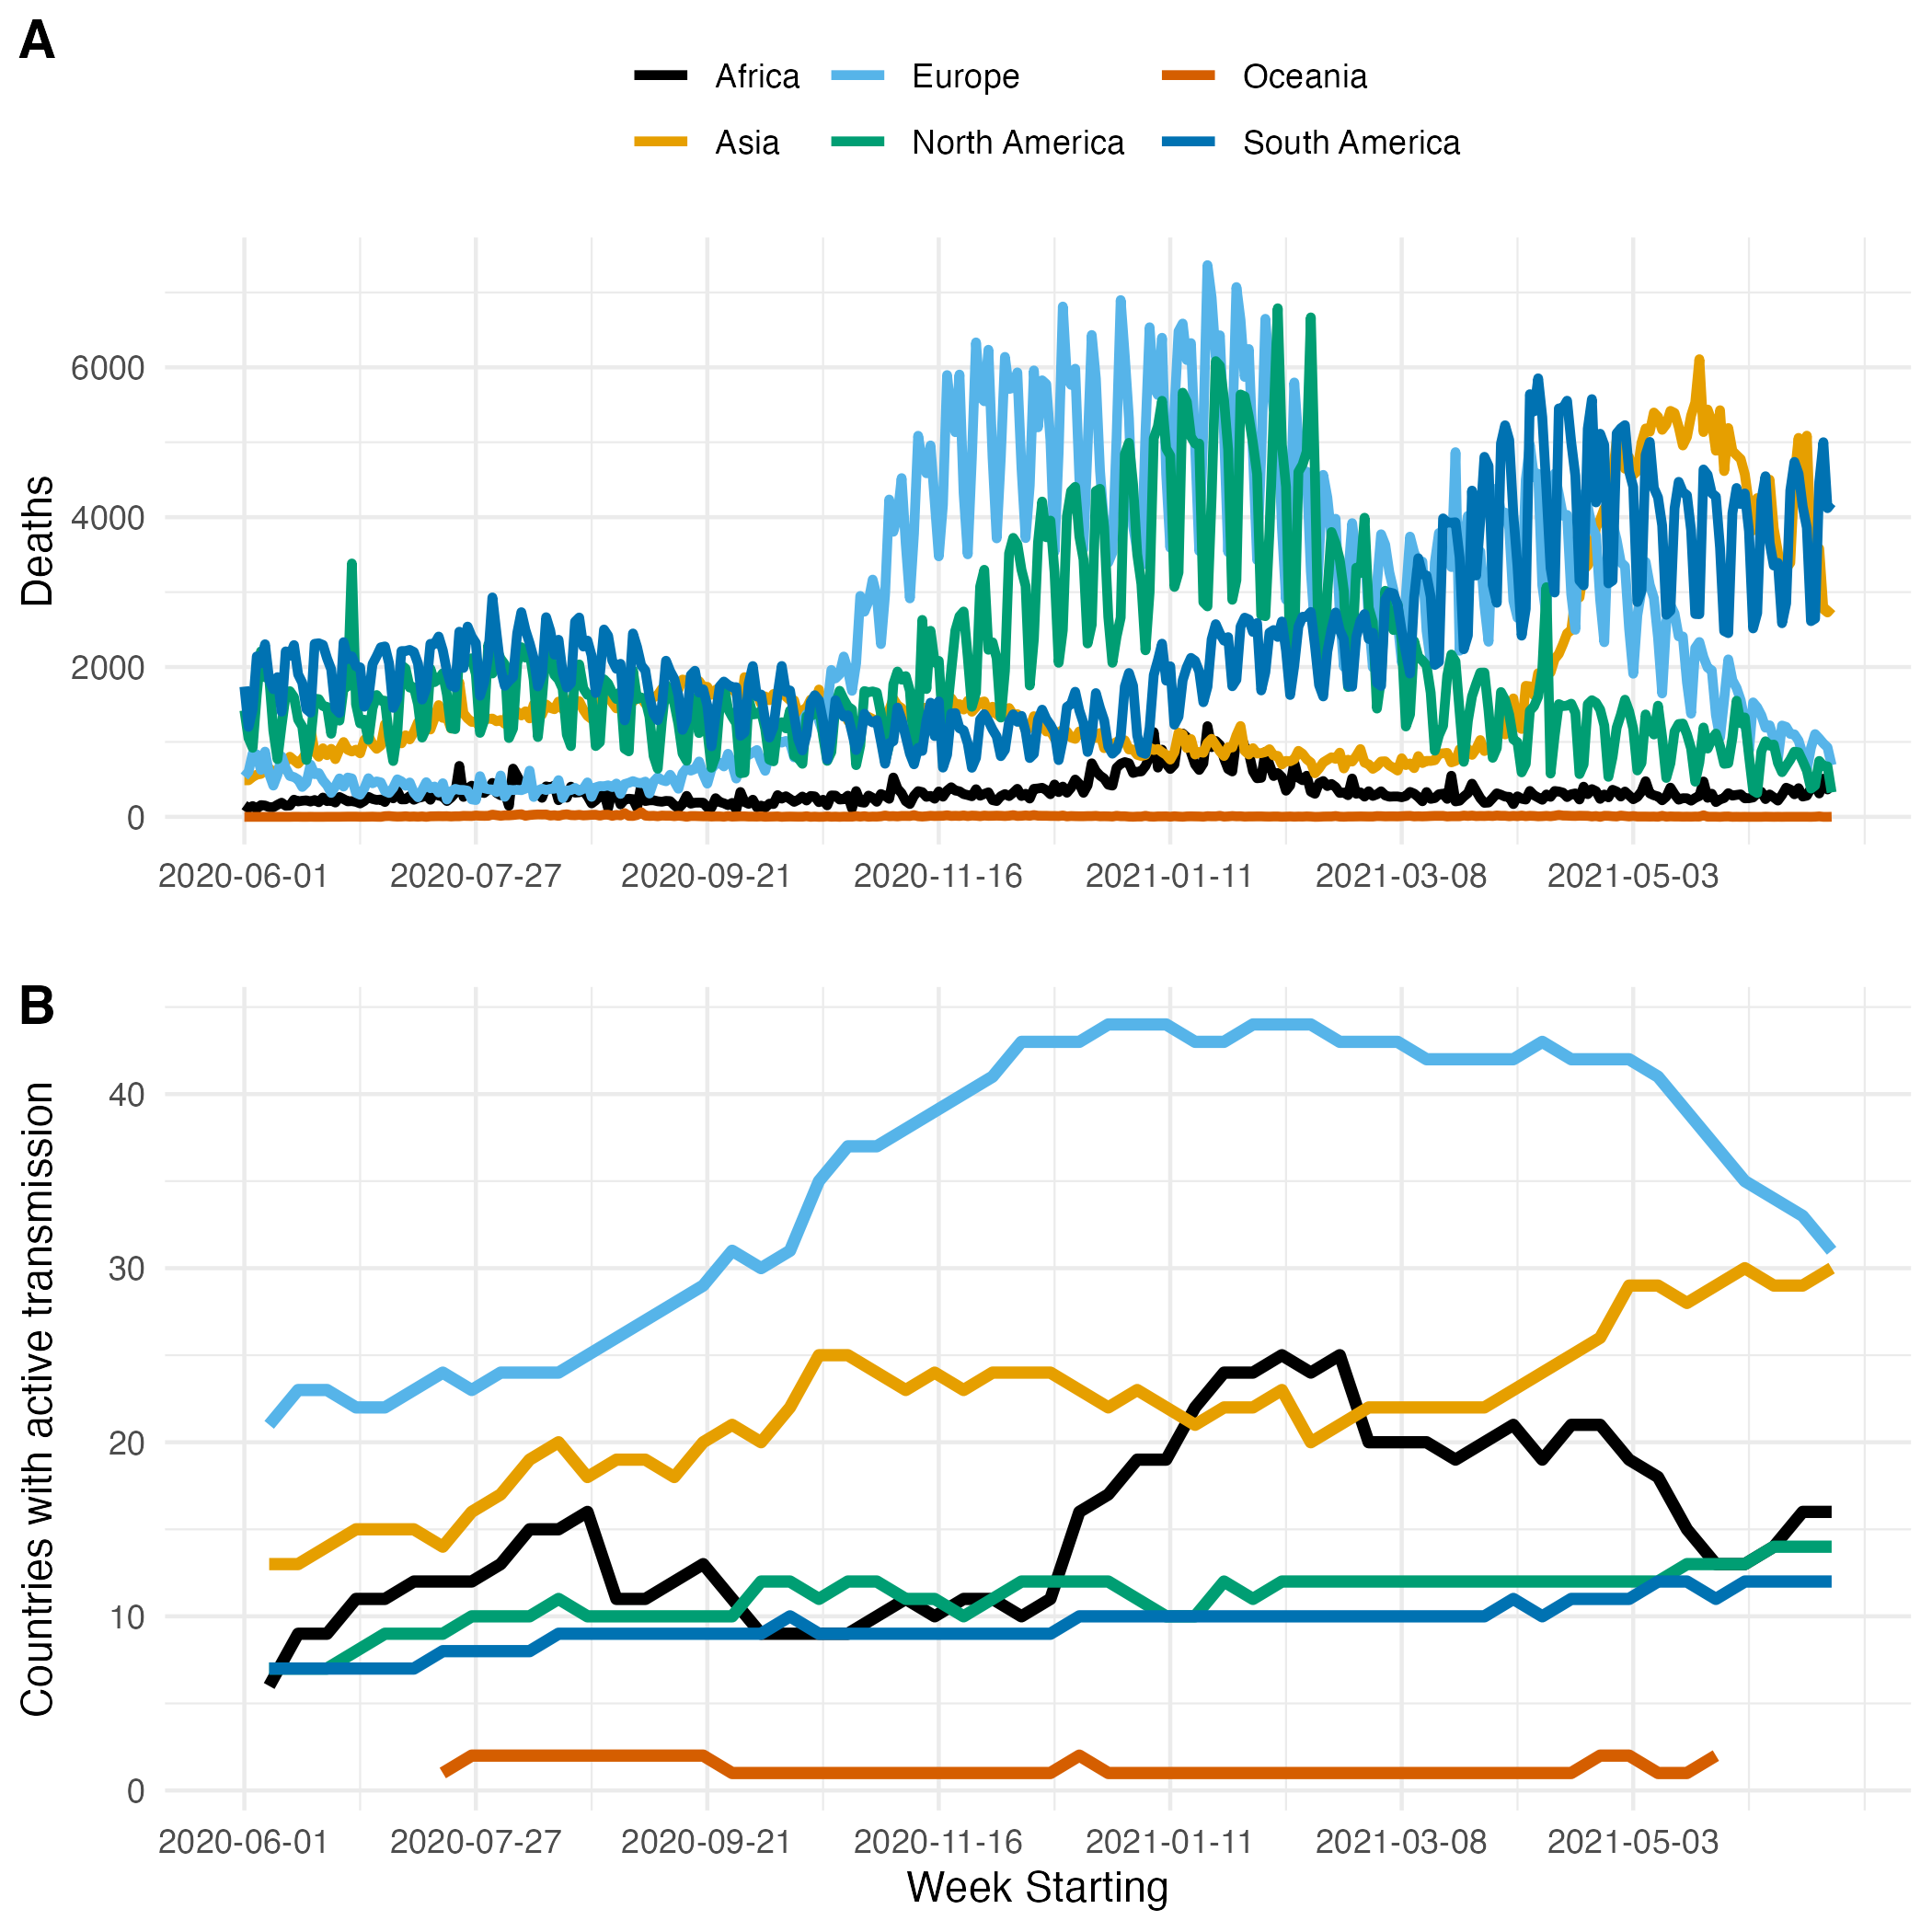 A
Africa Europe Oceania
Asia North America South America
Deaths
6000
4000
2000
0
2020-06-01 2020-07-27 2020-09-21 2020-11-16 2021-01-11 2021-03-08 2021-05-03
B
Countries with active transmission
40
30
20
10
0
2020-06-01 2020-07-27 2020-09-21 2020-11-16 2021-01-11 2021-03-08 2021-05-03
Week Starting